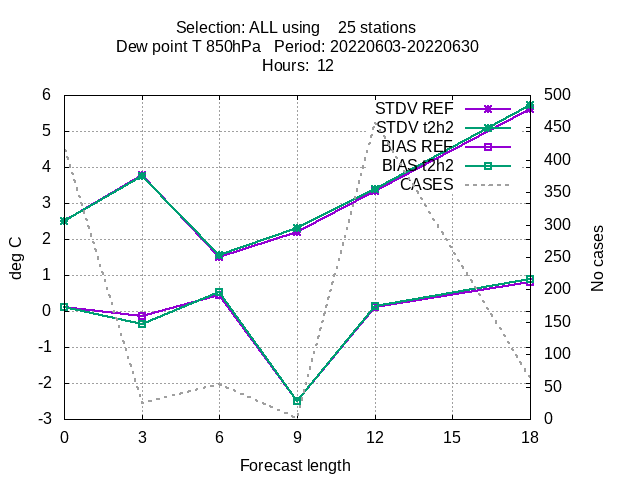 Selection: ALL using    25 stations
Dew point T 850hPa   Period: 20220603-20220630
Hours:  12
STDV REF
STDV t2h2
BIAS REF
BIAS t2h2
CASES
deg C
No cases
6
5
4
3
2
1
0
-1
-2
-3
500
450
400
350
300
250
200
150
100
50
0
0 3 6 9 12 15 18
Forecast length